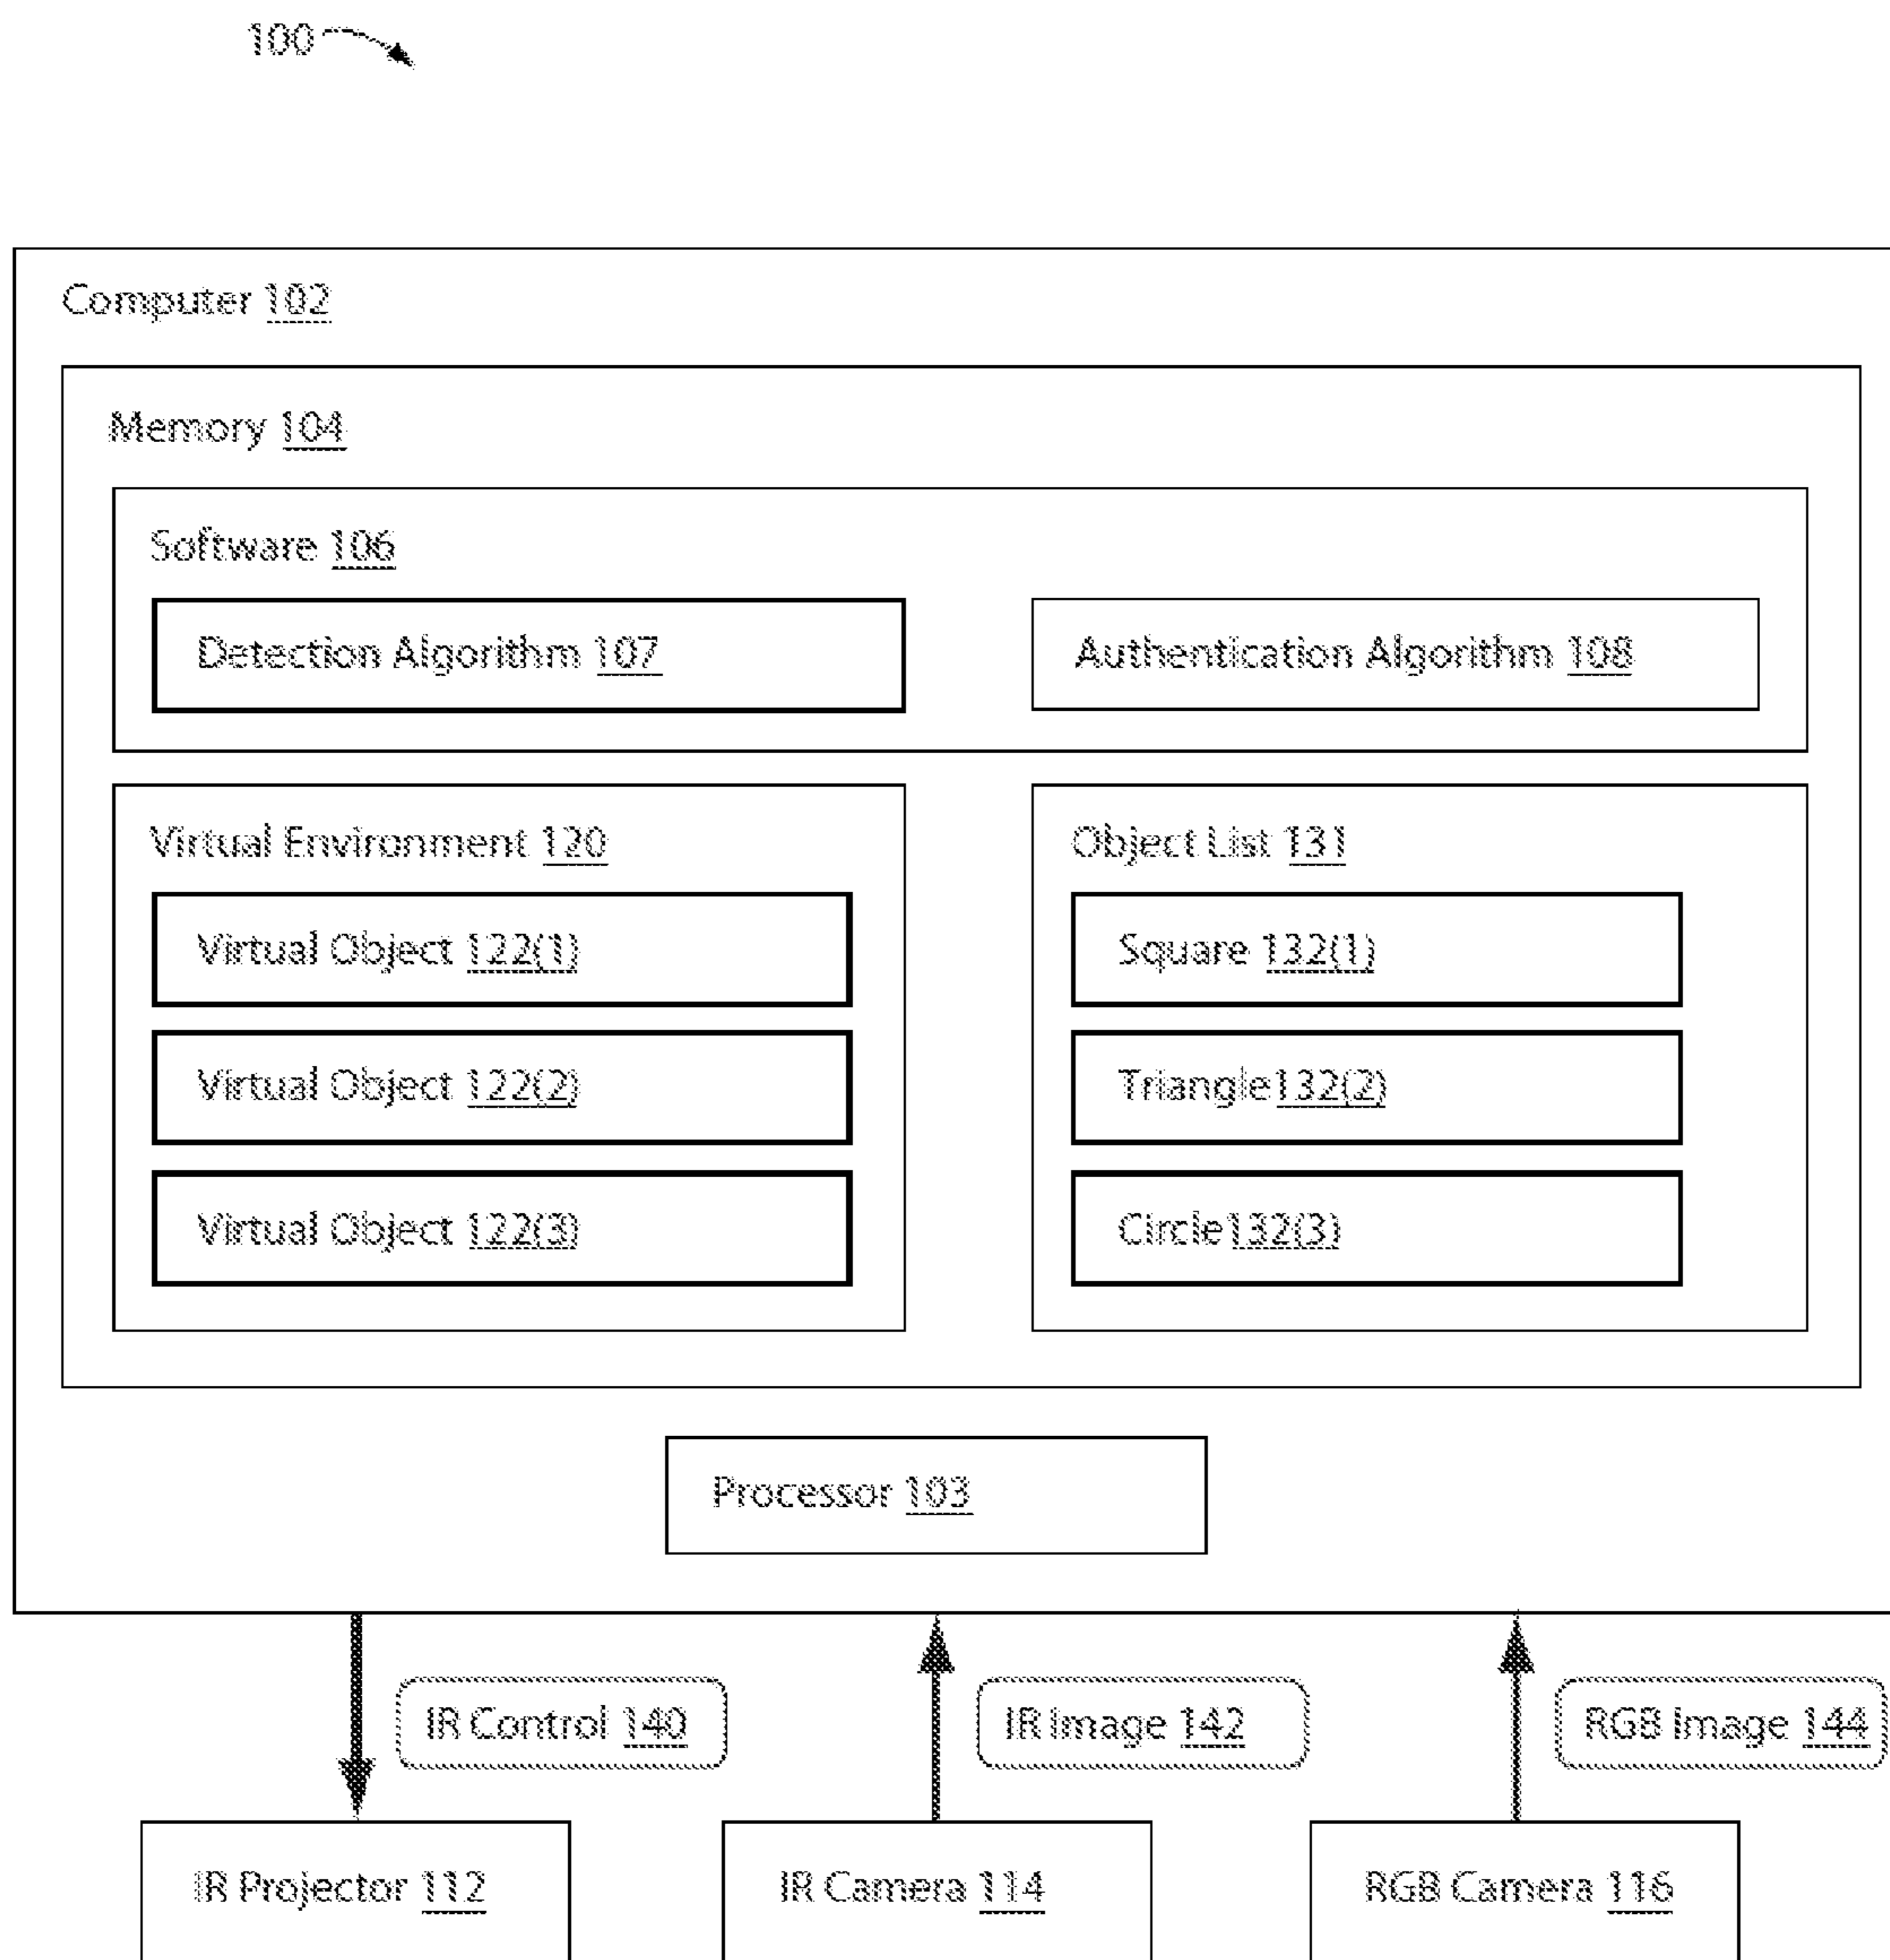 100
Computer 102
Memory 104
Software 106
Detection Algorithm 107
Authentication Algorithm 108
Virtual Environment 120
Virtual Object 122(1)
Virtual Object 122(2)
Virtual Object 122(3)
Object List 131
Square 132(1)
Triangle132(2)
Circle132(3)
Processor 103
IR Control 140
IR Image 142
RGB Image 144
IR Projector 112
IR Camera 114
RGB Camera 116